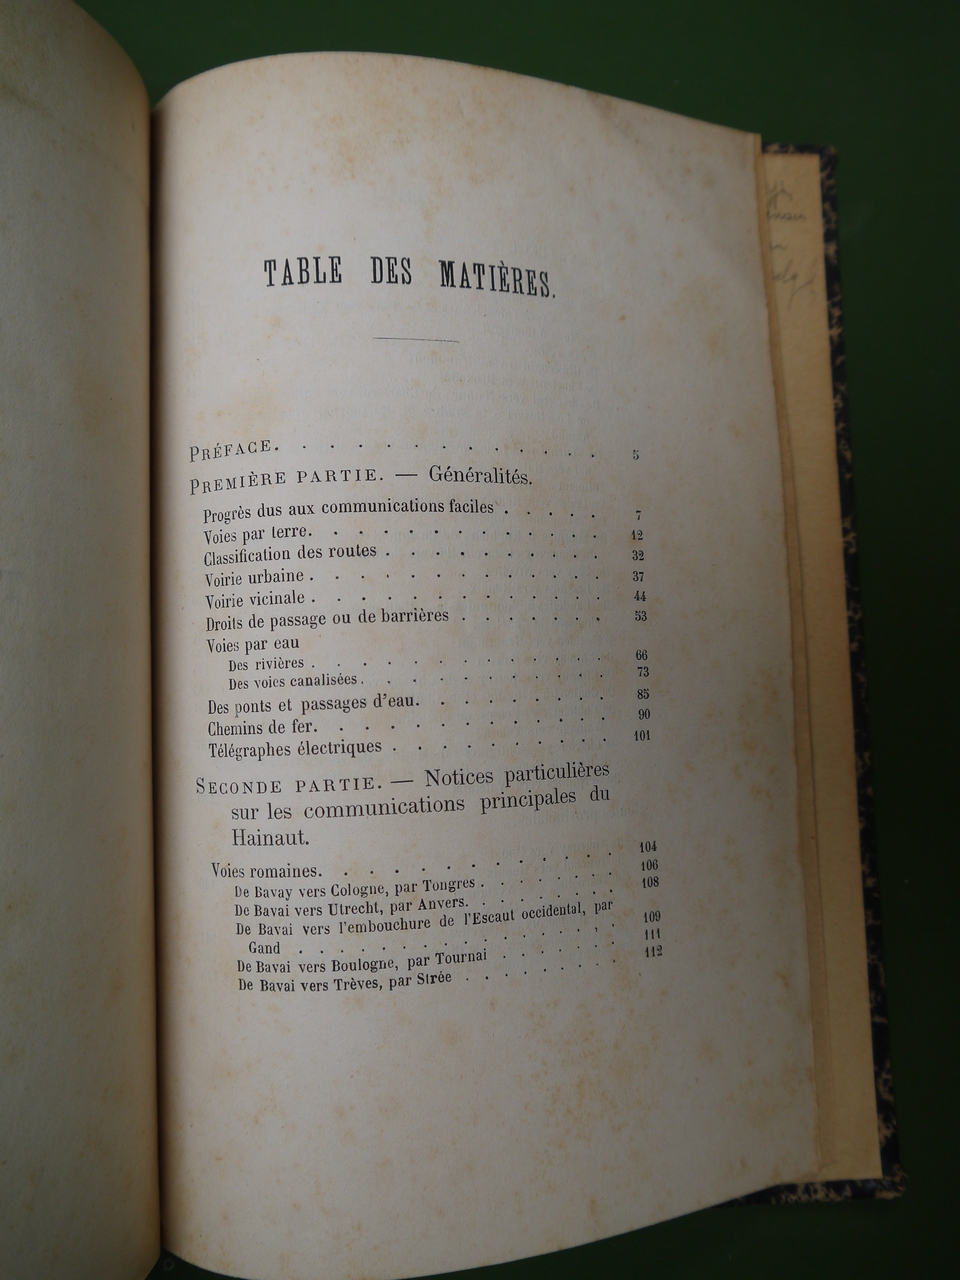 TABLE DES MATIÈRES.
PRÉFACE. . . . . . . . . . . . . 5
PREMIÈRE PARTIE. — Généralités.
Progrès dus aux communications faciles . . . . . 7
Voies par terre. . . . . . . . . . . . 12
Classification des routes . . . . . . . . . 32
Voirie urbaine . . . . . . . . . . . . 37
Voirie vicinale . . . . . . . . . . . . 44
Droits de passage ou de barrières . . . . . . . 53
Voies par eau
Des rivières . . . . . . . . . . . . 66
Des voies canalisées. . . . . . . . . . 73
Des ponts et passages d'eau. . . . . . . . 85
Chemins de fer. . . . . . . . . . . . 90
Télégraphes électriques . . . . . . . . . 101
SECONDE PARTIE. — Notices particulières
sur les communications principales du
Hainaut.
Voies romaines. . . . . . . . . . . . 104
De Bavay vers Cologne, par Tongres . . . . . . . 106
De Bavai vers Utrecht, par Anvers. . . . . . . 108
De Bavai vers l'embouchure de l'Escaut occidental, par
Gand . . . . . . . . . . . . . 109
De Bavai vers Boulogne, par Tournai . . . . . . 111
De Bavai vers Trèves, par Strée . . . . . . . 112